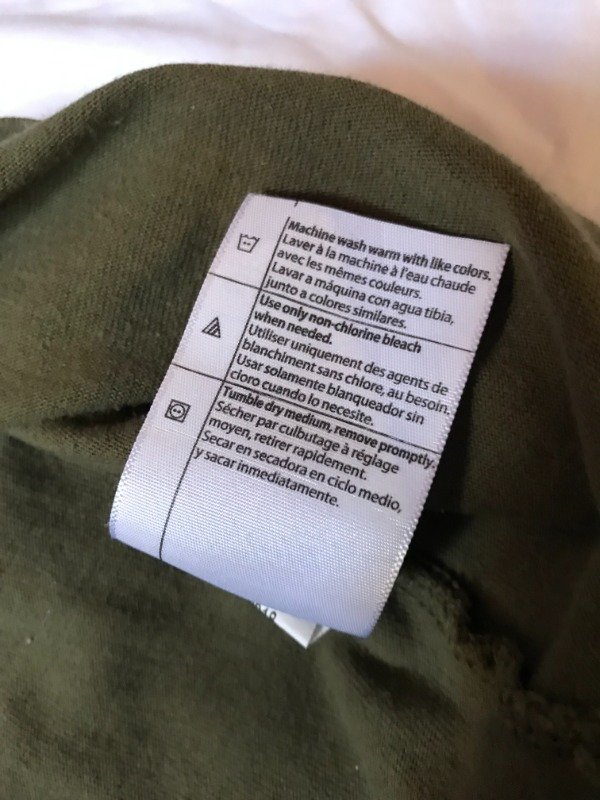 Machine wash warm with like colors.
Laver à la machine à l'eau chaude
avec les mêmes couleurs.
Lavar a máquina con agua tibia,
junto a colores similares.
Use only non-chlorine bleach
when needed.
Utiliser uniquement des agents de
blanchiment sans chlore, au besoin.
Usar solamente blanqueador sin
cloro cuando lo necesite.
Tumble dry medium, remove promptly.
Sécher par culbutage à réglage
moyen, retirer rapidement.
Secar en secadora en ciclo medio,
y sacar inmediatamente.